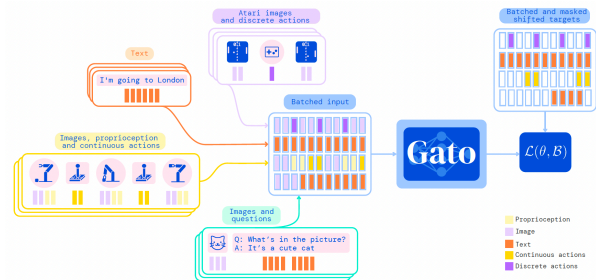 Atari images
and discrete actions
Batched and masked
shifted targets
Text
I'm going to London
Batched input
Images, proprioception
and continuous actions
Gato
ℒ(θ,ℬ)
Images and
questions
Q: What's in the picture?
A: It's a cute cat
Proprioception
Image
Text
Continuous actions
Discrete actions